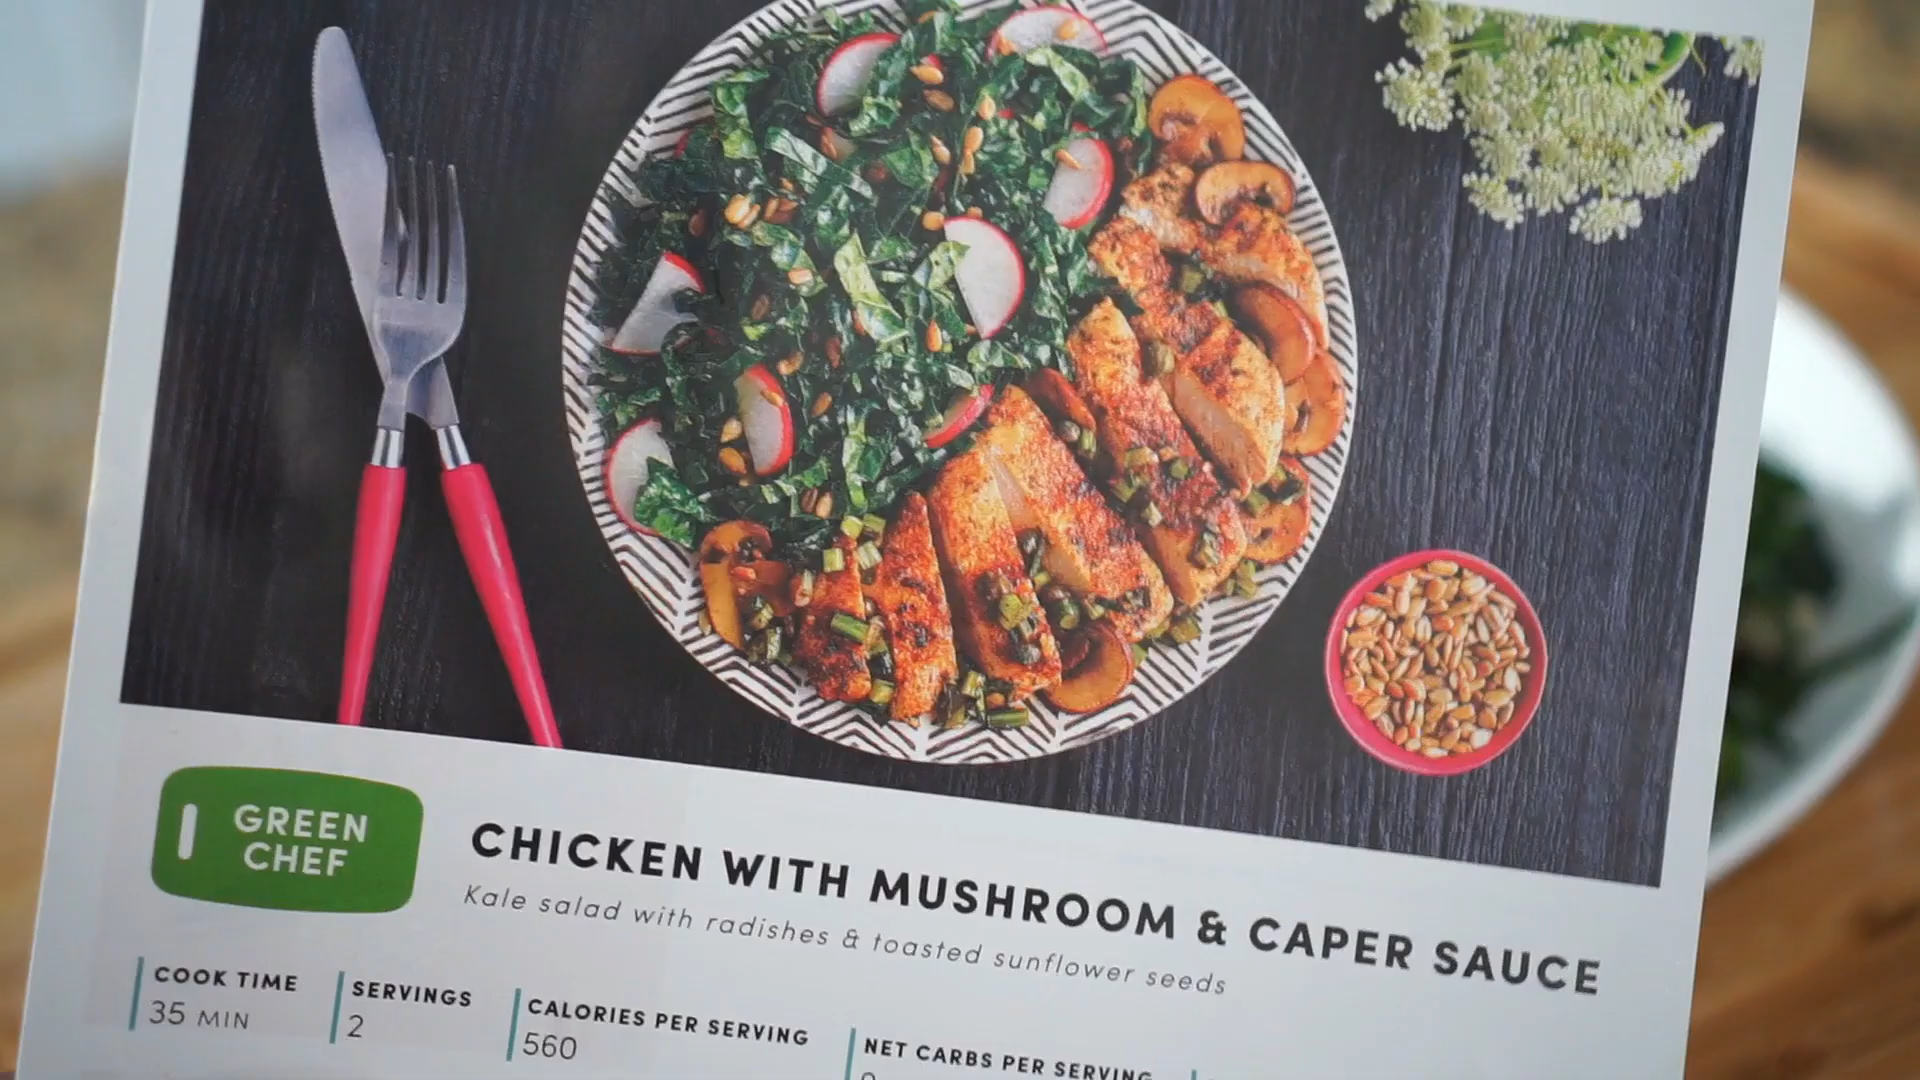 GREEN
CHEF
CHICKEN WITH MUSHROOM & CAPER SAUCE
Kale salad with radishes & toasted sunflower seeds
COOK TIME
35 MIN
SERVINGS
2
CALORIES PER SERVING
560
NET CARBS PER SERVING